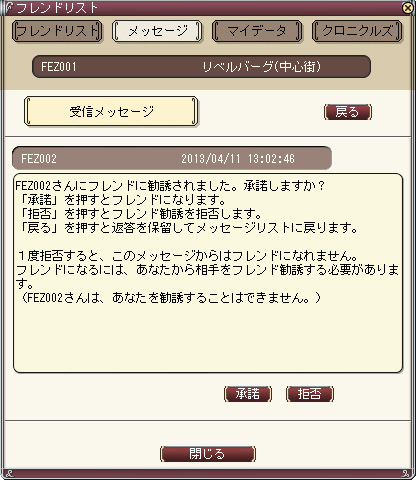 フレンドリスト
フレンドリスト メッセージ マイデータ クロニクルズ
FEZ001 リベルバーグ(中心街)
受信メッセージ 戻る
FEZ002 2013/04/11 13:02:46
FEZ002さんにフレンドに勧誘されました。承諾しますか？
「承諾」を押すとフレンドになります。
「拒否」を押すとフレンド勧誘を拒否します。
「戻る」を押すと返答を保留してメッセージリストに戻ります。
１度拒否すると、このメッセージからはフレンドになれません。
フレンドになるには、あなたから相手をフレンド勧誘する必要がありま
す。
（FEZ002さんは、あなたを勧誘することはできません。）
承諾 拒否
閉じる